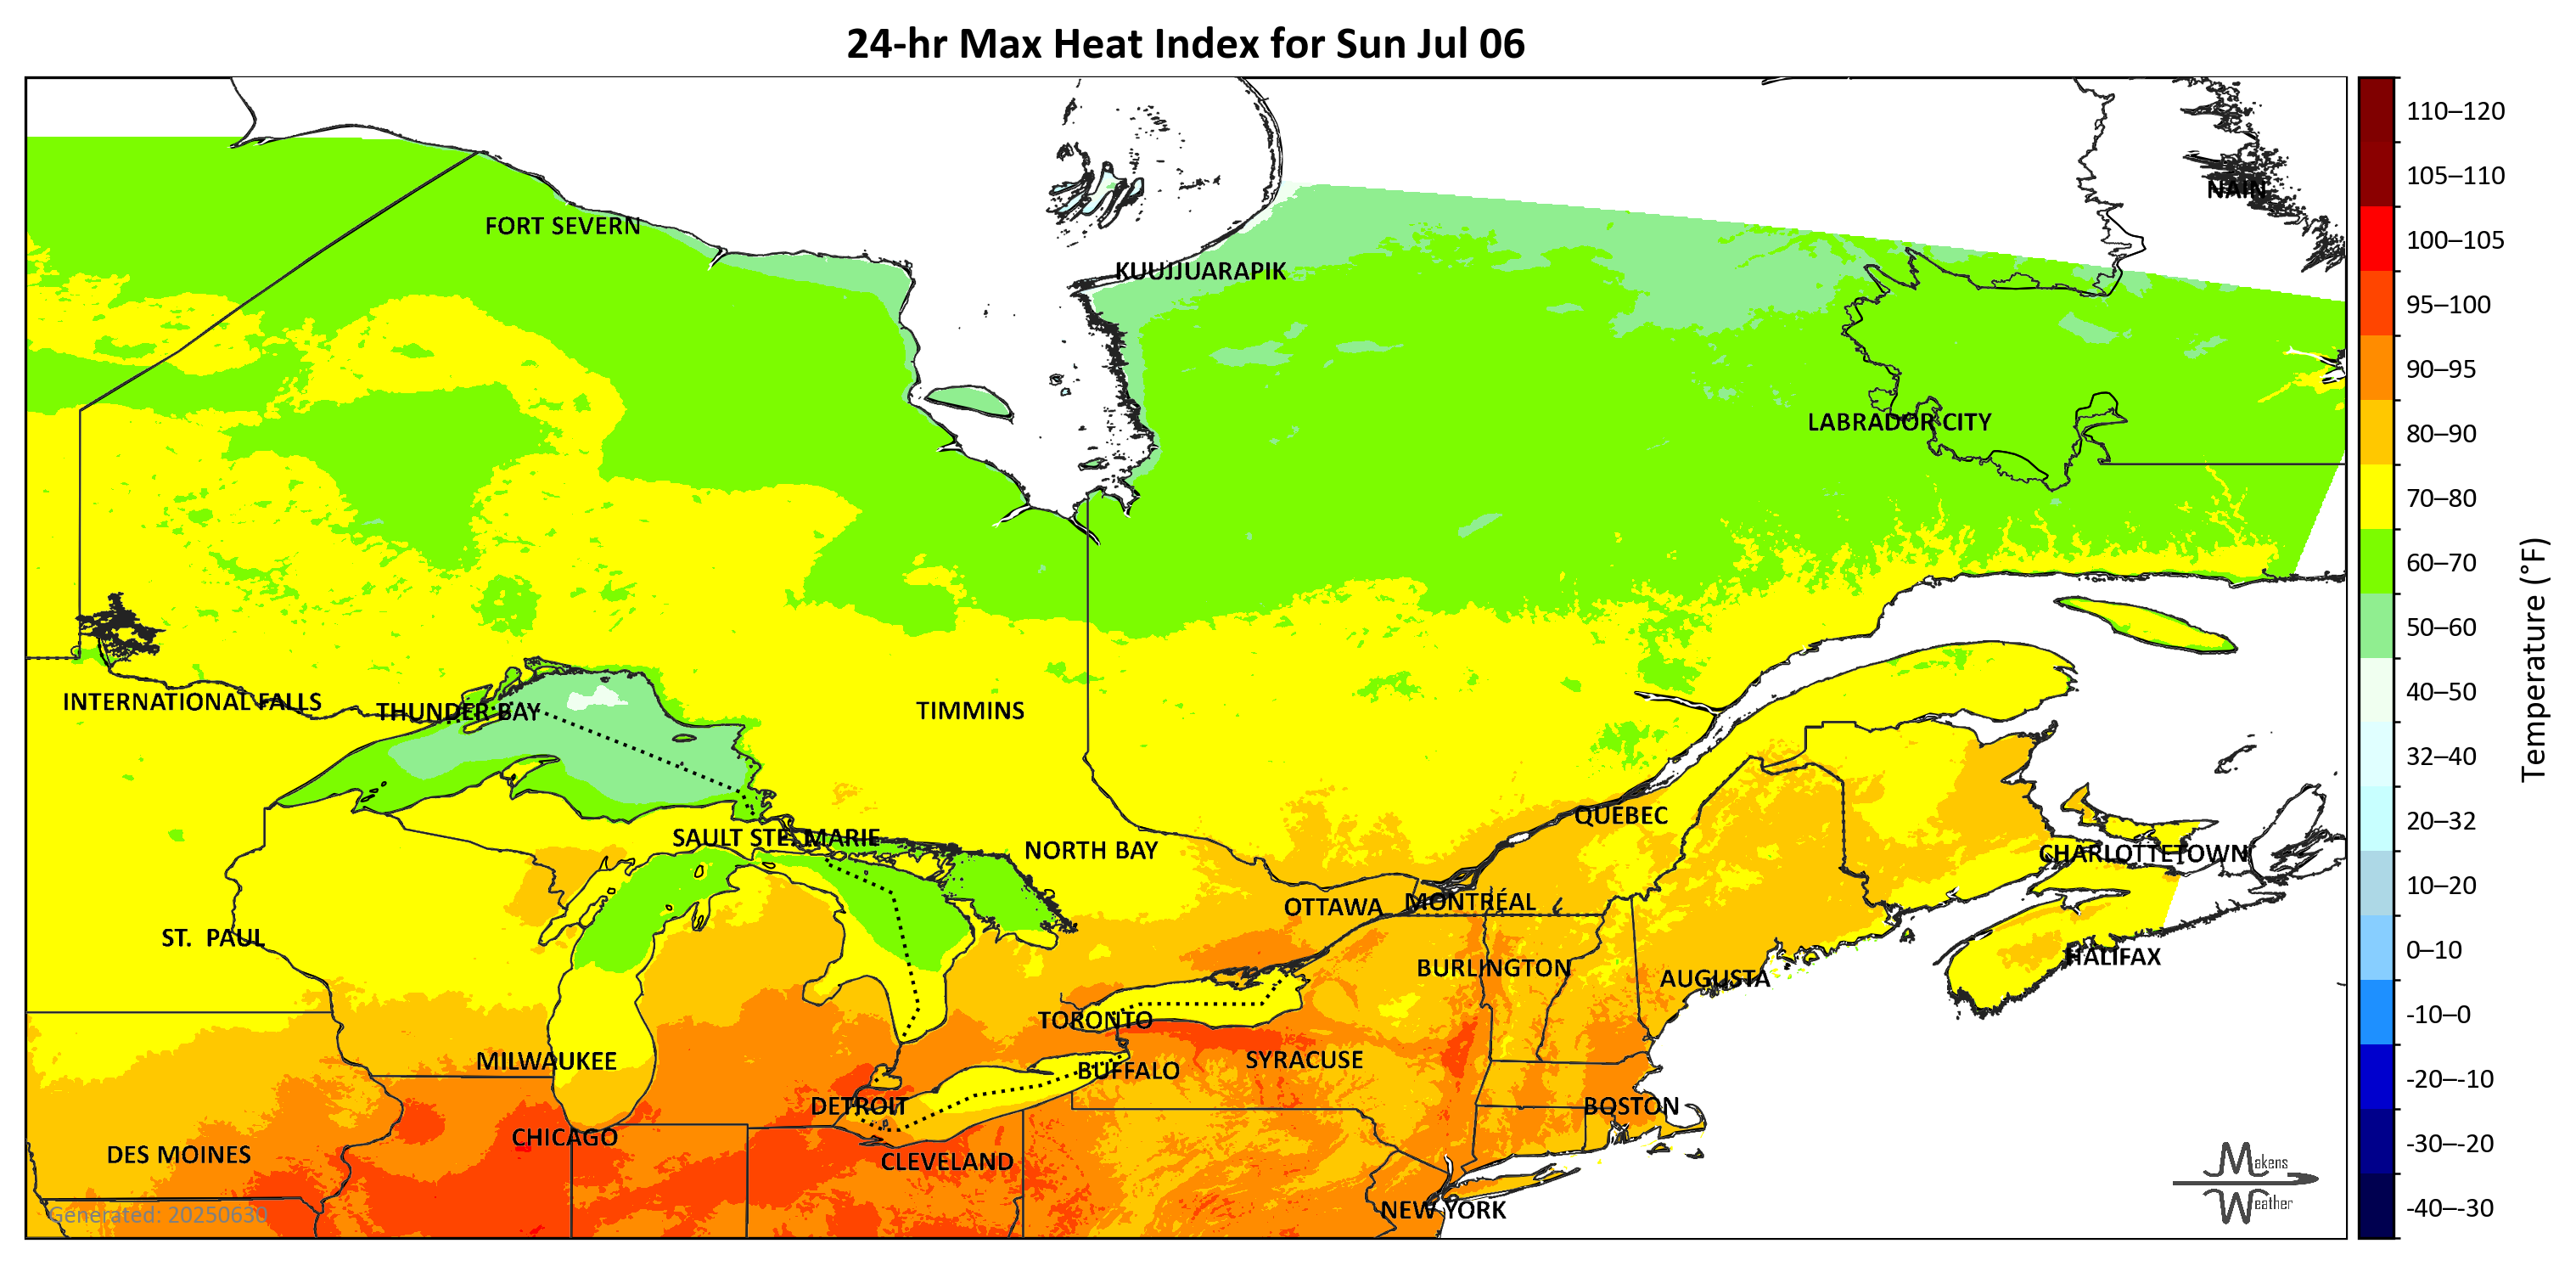 24-hr Max Heat Index for Sun Jul 06
110–120
105–110
NAIN
FORT SEVERN
100–105
KUUJJUARAPIK
95–100
90–95
LABRADOR CITY
80–90
70–80
60–70
50–60
40–50
32–40
20–32
10–20
0–10
-10–0
-20–-10
-30–-20
-40–-30
Temperature (°F)
INTERNATIONAL FALLS
THUNDER BAY
TIMMINS
QUEBEC
SAULT STE. MARIE
NORTH BAY
CHARLOTTETOWN
OTTAWA
MONTRÉAL
ST. PAUL
HALIFAX
BURLINGTON
AUGUSTA
TORONTO
MILWAUKEE
SYRACUSE
BUFFALO
DETROIT
BOSTON
CHICAGO
DES MOINES
CLEVELAND
NEW YORK
Generated: 20250630
Makens
Weather